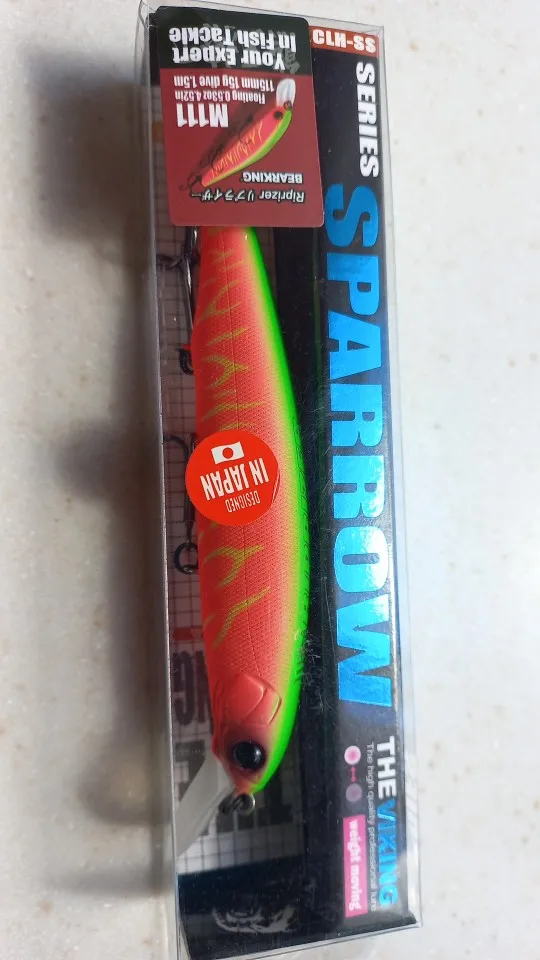 CLH-SS
SERIES
SPARROW
THE VIKING
The high quality professional lure
weight moving
Riprizer リプライザー
BEARKING
M111
Floating 0.53oz 4.52in
115mm 15g dive 1.5m
Your Expert
In Fish Tackle
DESIGNED
IN JAPAN